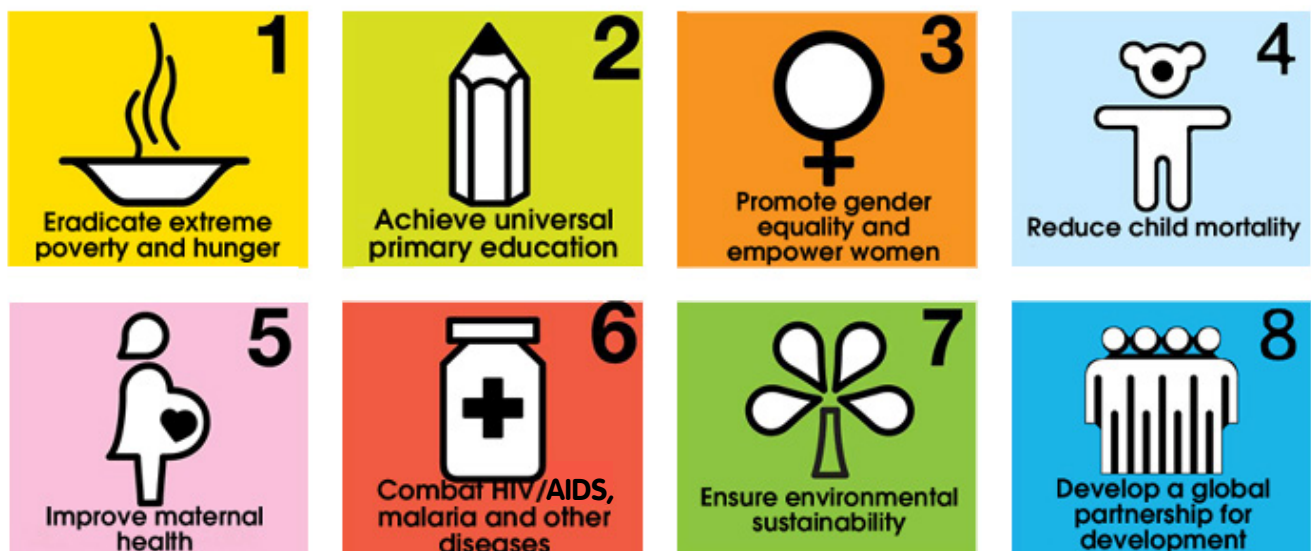 1
Eradicate extreme
poverty and hunger
2
Achieve universal
primary education
3
Promote gender
equality and
empower women
4
Reduce child mortality
5
Improve maternal
health
6
Combat HIV/AIDS,
malaria and other
diseases
7
Ensure environmental
sustainability
8
Develop a global
partnership for
development